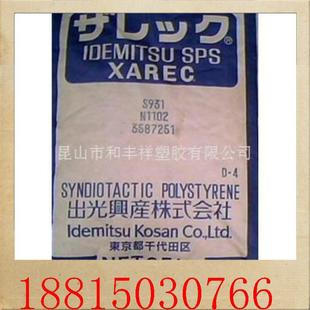 ザレック®
IDEMITSU SPS
XAREC
S931
N1102
3587251
昆山市和丰祥塑胶有限公司
D-4
SYNDIOTACTIC POLYSTYRENE
出光興産株式会社
Idemitsu Kosan Co.,Ltd.
東京都千代田区
18815030766